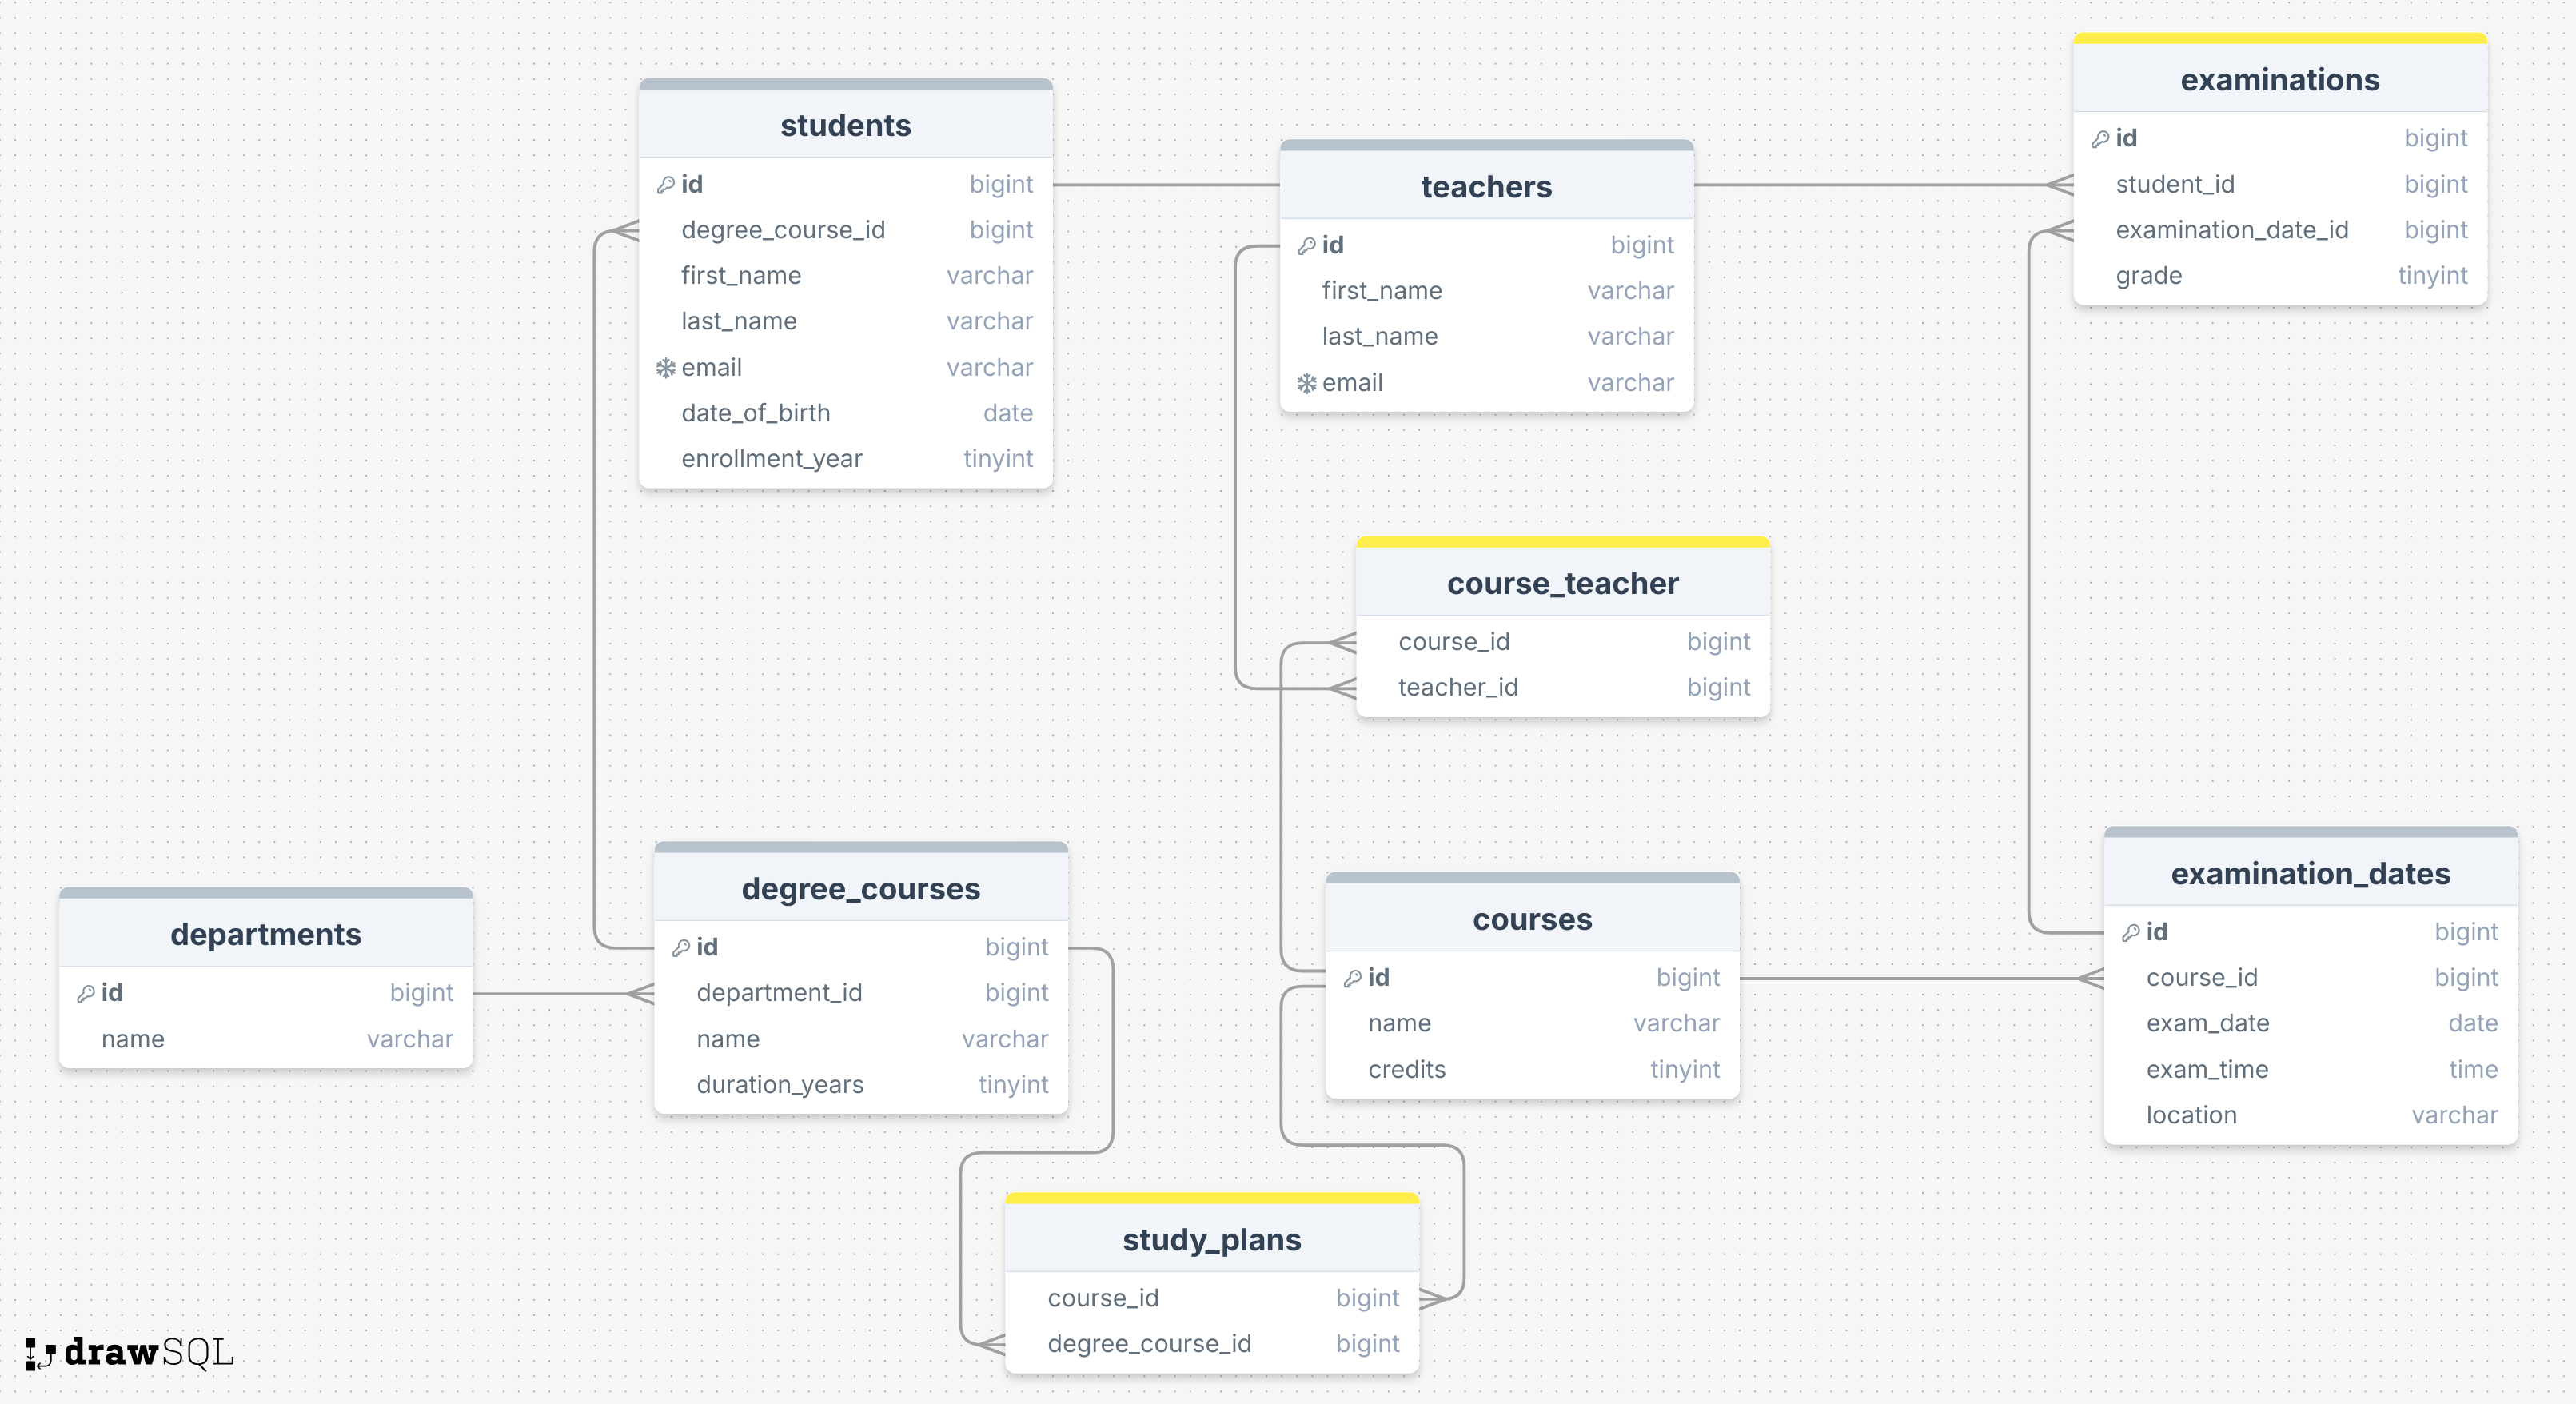 students
id bigint
degree_course_id bigint
first_name varchar
last_name varchar
email varchar
date_of_birth date
enrollment_year tinyint
teachers
id bigint
first_name varchar
last_name varchar
email varchar
examinations
id bigint
student_id bigint
examination_date_id bigint
grade tinyint
course_teacher
course_id bigint
teacher_id bigint
departments
id bigint
name varchar
degree_courses
id bigint
department_id bigint
name varchar
duration_years tinyint
courses
id bigint
name varchar
credits tinyint
examination_dates
id bigint
course_id bigint
exam_date date
exam_time time
location varchar
study_plans
course_id bigint
degree_course_id bigint
drawSQL